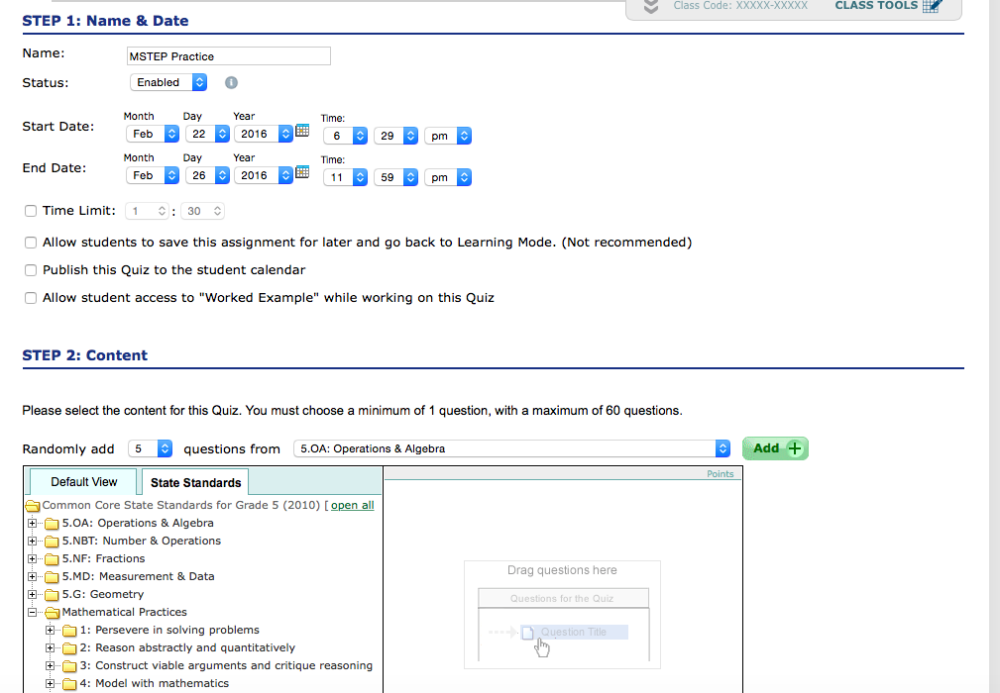 Class Code: XXXXX-XXXXX CLASS TOOLS
STEP 1: Name & Date
Name: MSTEP Practice
Status: Enabled i
Month Day Year Time:
Start Date: Feb 22 2016 6 29 pm
Month Day Year Time:
End Date: Feb 26 2016 11 59 pm
Time Limit: 1 : 30
Allow students to save this assignment for later and go back to Learning Mode. (Not recommended)
Publish this Quiz to the student calendar
Allow student access to "Worked Example" while working on this Quiz
STEP 2: Content
Please select the content for this Quiz. You must choose a minimum of 1 question, with a maximum of 60 questions.
Randomly add 5 questions from 5.OA: Operations & Algebra Add +
Default View State Standards
Common Core State Standards for Grade 5 (2010) [ open all
5.OA: Operations & Algebra
5.NBT: Number & Operations
5.NF: Fractions
5.MD: Measurement & Data
5.G: Geometry
Mathematical Practices
1: Persevere in solving problems
2: Reason abstractly and quantitatively
3: Construct viable arguments and critique reasoning
4: Model with mathematics
Points
Drag questions here
Questions for the Quiz
Question Title